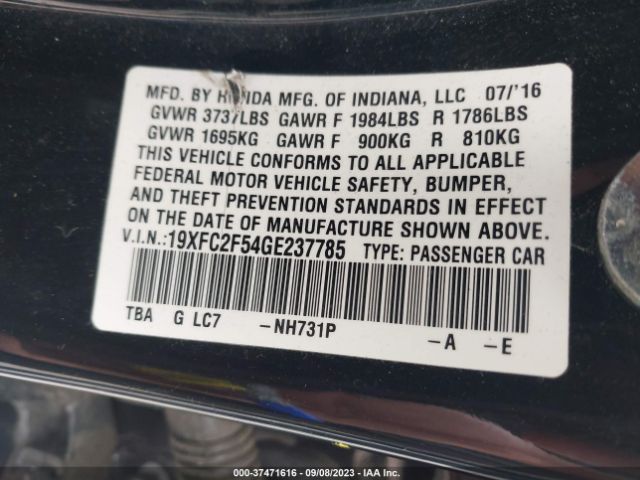 MFD. BY HONDA MFG. OF INDIANA, LLC 07/'16
GVWR 3737LBS GAWR F 1984LBS R 1786LBS
GVWR 1695KG GAWR F 900KG R 810KG
THIS VEHICLE CONFORMS TO ALL APPLICABLE
FEDERAL MOTOR VEHICLE SAFETY, BUMPER,
AND THEFT PREVENTION STANDARDS IN EFFECT
ON THE DATE OF MANUFACTURE SHOWN ABOVE.
V.I.N.:19XFC2F54GE237785 TYPE: PASSENGER CAR
TBA G LC7 -NH731P -A -E
000-37471616 - 09/08/2023 - IAA Inc.